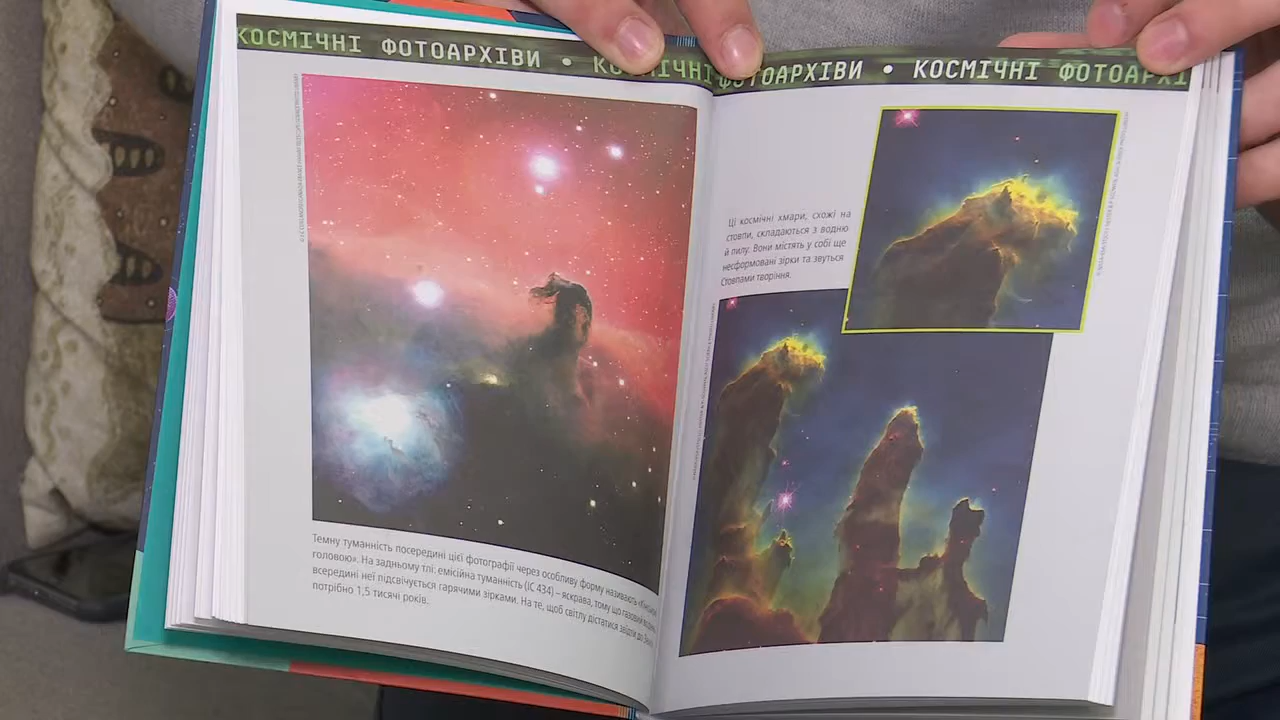 КОСМІЧНІ ФОТОАРХІВИ • КОСМІЧНІ ФОТОАРХІВИ • КОСМІЧНІ ФОТОАРХІ
Темну туманність посередині цієї фотографії через особливу форму називають «Кінською
головою». На задньому тлі: емісійна туманність (IC 434) – яскрава, тому що газовий водень
всередині неї підсвічується гарячими зірками. На те, щоб світлу дістатися звідти до Землі,
потрібно 1,5 тисячі років.
Ці космічні хмари, схожі на
стовпи, складаються з водню
й пилу. Вони містять у собі ще
несформовані зірки та звуться
Стовпами творіння.